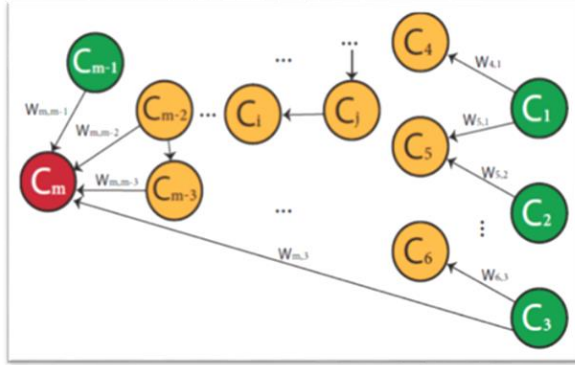 ... C4
... W4,1
Cm-1
Wm,m-1
Cm-2 ... Ci Cj C1
Wm,m-2 W5,1
C5
Cm Wm,m-3 Cm-3 W5,2
... C2
⋮
Wm,3 C6 W6,3
C3